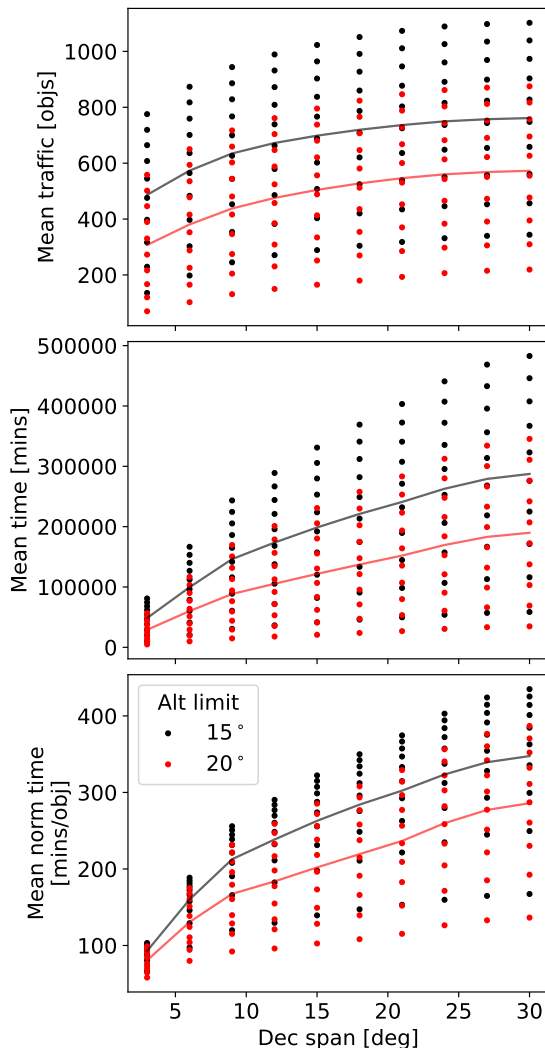 1000
800
600
400
200
Mean traffic [objs]
500000
400000
300000
200000
100000
0
Mean time [mins]
400
300
200
100
Mean norm time
[mins/obj]
Alt limit
15°
20°
5 10 15 20 25 30
Dec span [deg]